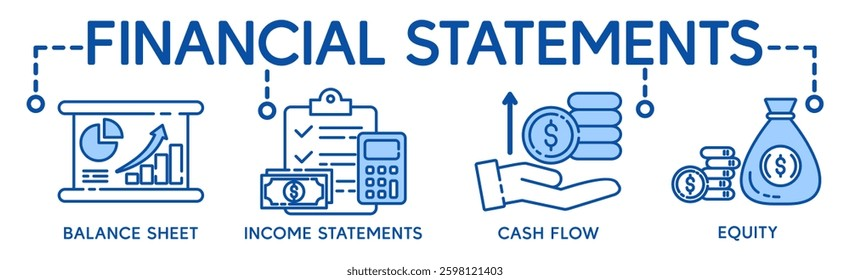 FINANCIAL STATEMENTS
$
$
$
$
BALANCE SHEET
INCOME STATEMENTS
CASH FLOW
EQUITY
shutterstock.com · 2598121403